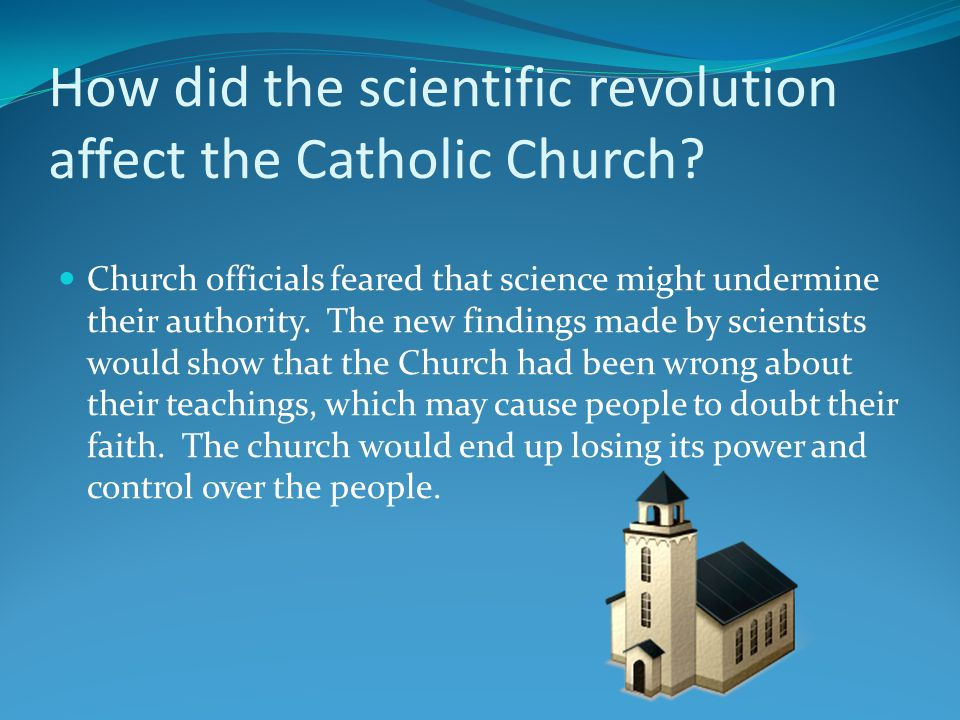 How did the scientific revolution
affect the Catholic Church?
Church officials feared that science might undermine
their authority.  The new findings made by scientists
would show that the Church had been wrong about
their teachings, which may cause people to doubt their
faith.  The church would end up losing its power and
control over the people.